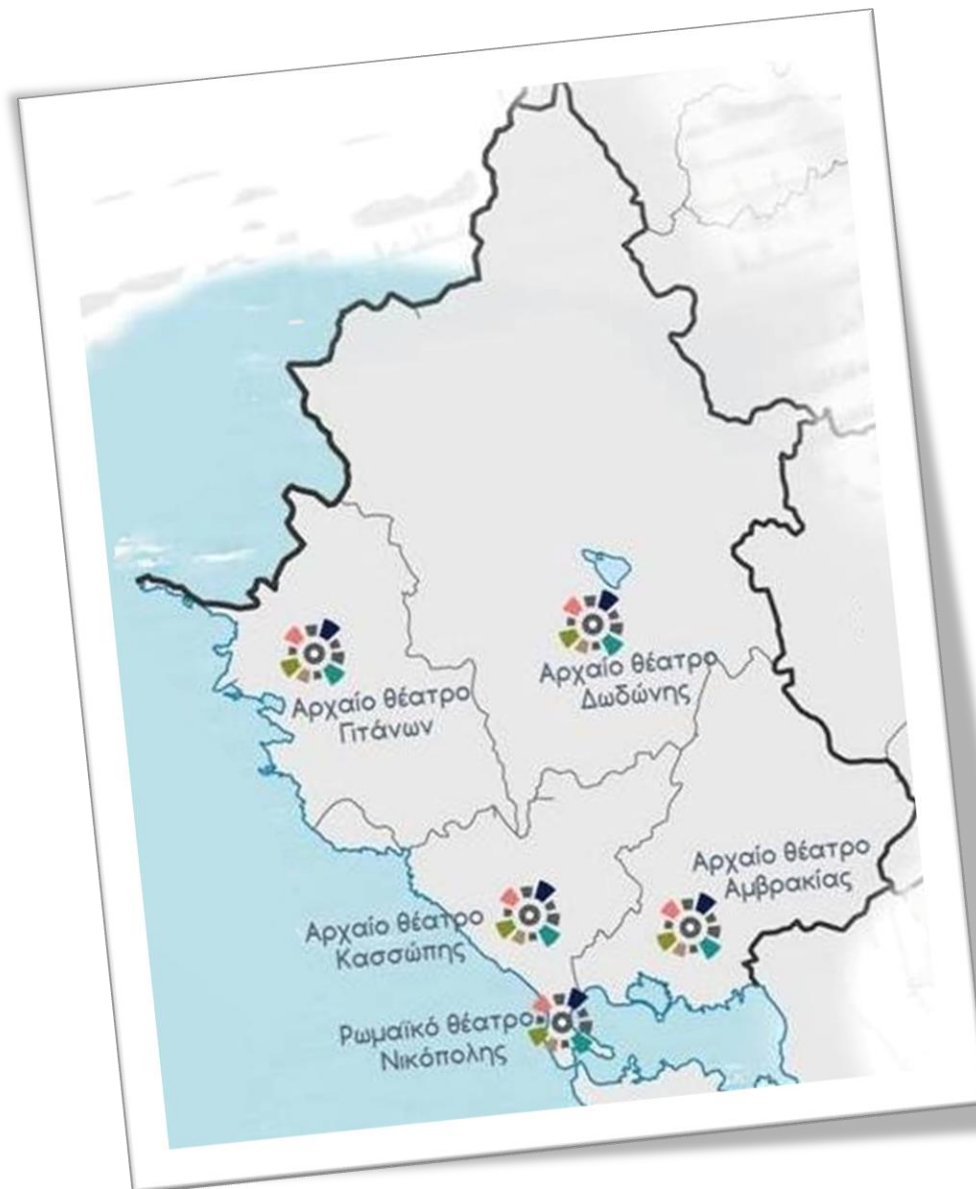 Αρχαίο θέατρο
Γιτάνων
Αρχαίο θέατρο
Δωδώνης
Αρχαίο θέατρο
Αμβρακίας
Αρχαίο θέατρο
Κασσώπης
Ρωμαϊκό θέατρο
Νικόπολης